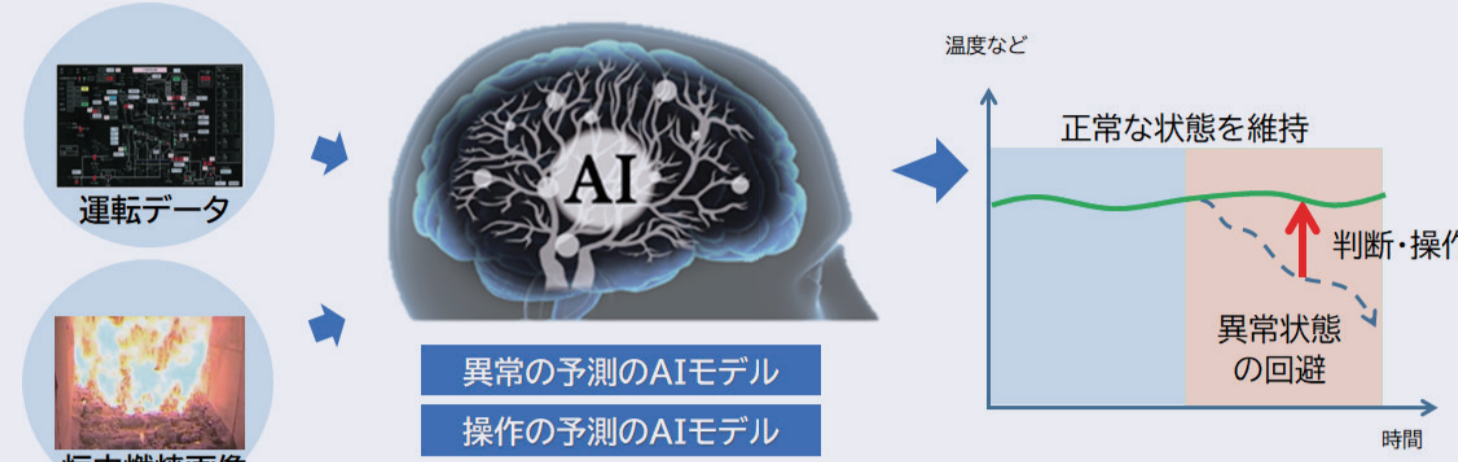 運転データ
AI
異常の予測のAIモデル
操作の予測のAIモデル
温度など
正常な状態を維持
判断・操作
異常状態
の回避
時間